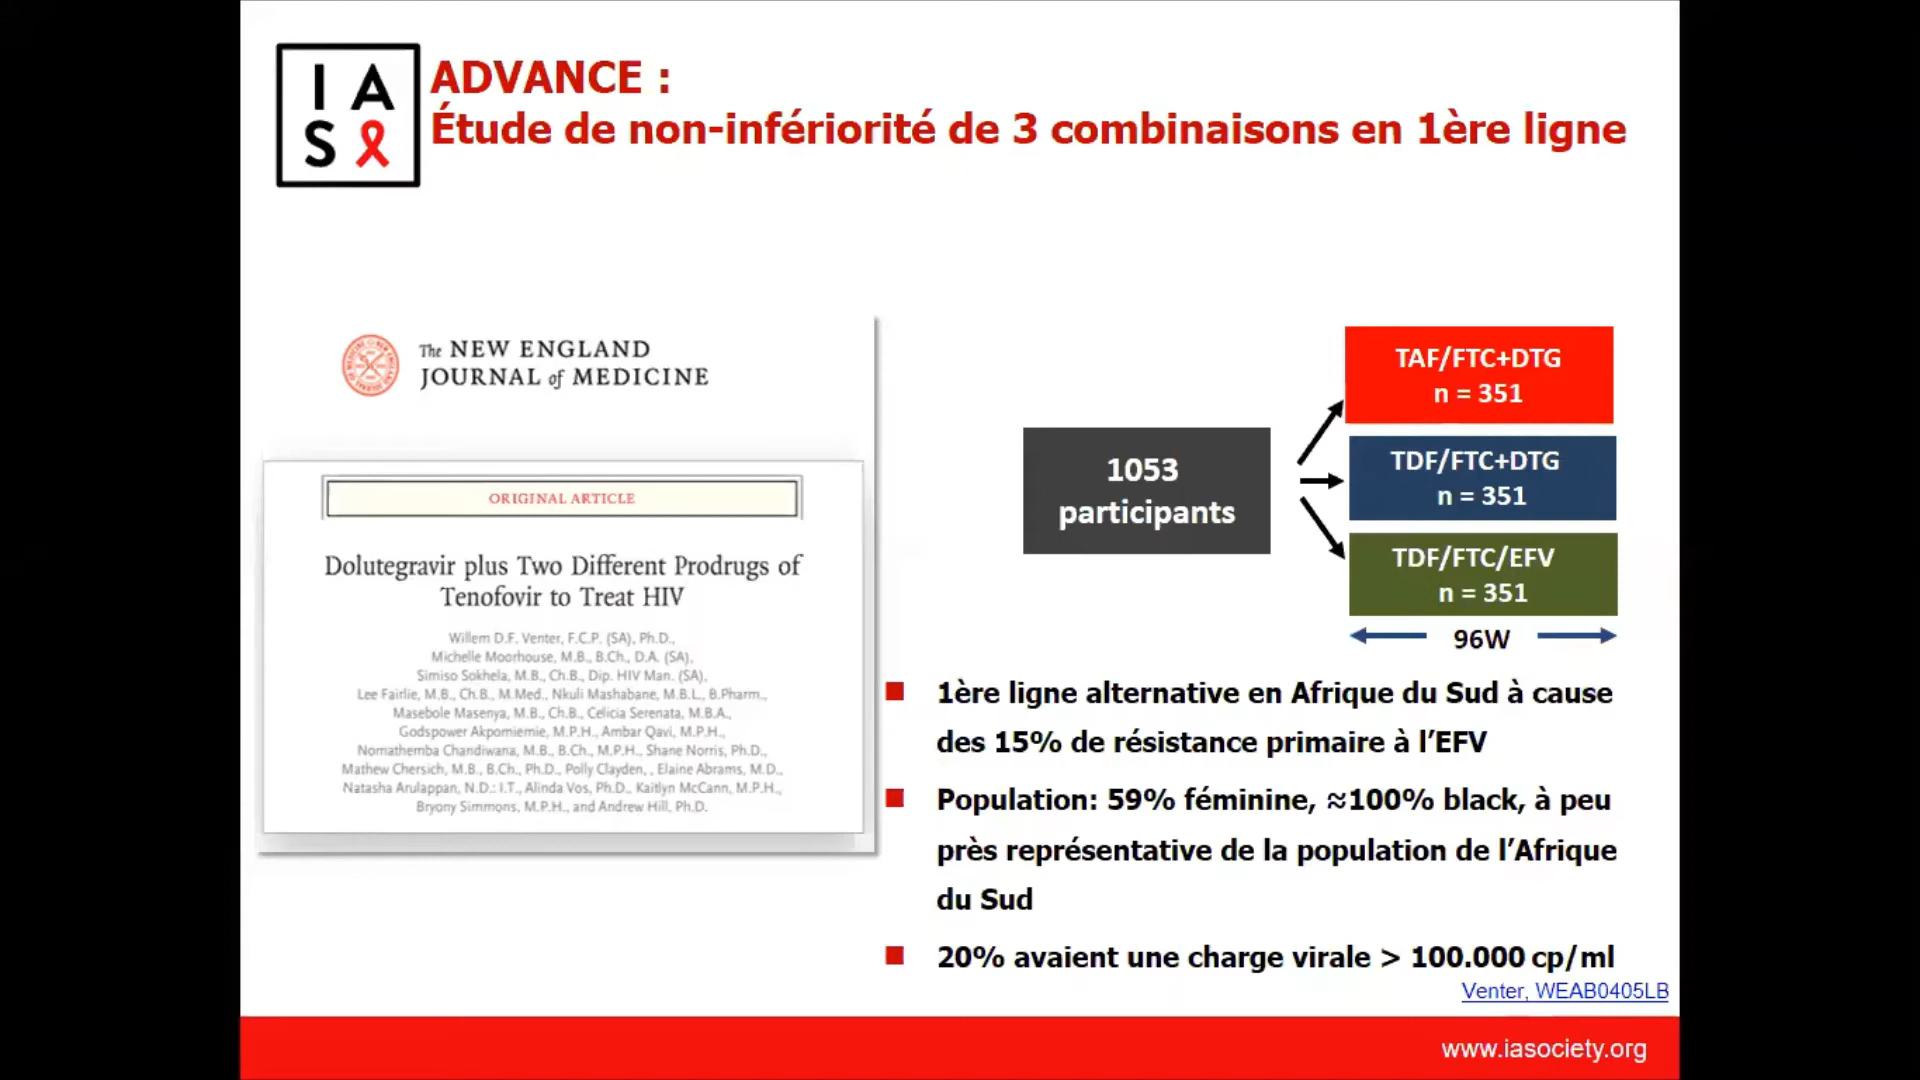 I A
S
ADVANCE :
Étude de non-infériorité de 3 combinaisons en 1ère ligne
The NEW ENGLAND
JOURNAL of MEDICINE
ORIGINAL ARTICLE
Dolutegravir plus Two Different Prodrugs of
Tenofovir to Treat HIV
Willem D.F. Venter, F.C.P. (SA), Ph.D.,
Michelle Moorhouse, M.B., B.Ch., D.A. (SA),
Simiso Sokhela, M.B., Ch.B., Dip. HIV Man. (SA),
Lee Fairlie, M.B., Ch.B., M.Med., Nkuli Mashabane, M.B.L., B.Pharm.,
Masebole Masenya, M.B., Ch.B., Celicia Serenata, M.B.A.,
Godspower Akpomiemie, M.P.H., Ambar Qavi, M.P.H.,
Nomathemba Chandiwana, M.B., B.Ch., M.P.H., Shane Norris, Ph.D.,
Mathew Chersich, M.B., B.Ch., Ph.D., Polly Clayden, , Elaine Abrams, M.D.,
Natasha Arulappan, N.D.: I.T., Alinda Vos, Ph.D., Kaitlyn McCann, M.P.H.,
Bryony Simmons, M.P.H., and Andrew Hill, Ph.D.
1053
participants
TAF/FTC+DTG
n = 351
TDF/FTC+DTG
n = 351
TDF/FTC/EFV
n = 351
96W
1ère ligne alternative en Afrique du Sud à cause
des 15% de résistance primaire à l’EFV
Population: 59% féminine, ≈100% black, à peu
près représentative de la population de l’Afrique
du Sud
20% avaient une charge virale > 100.000 cp/ml
Venter, WEAB0405LB
www.iasociety.org